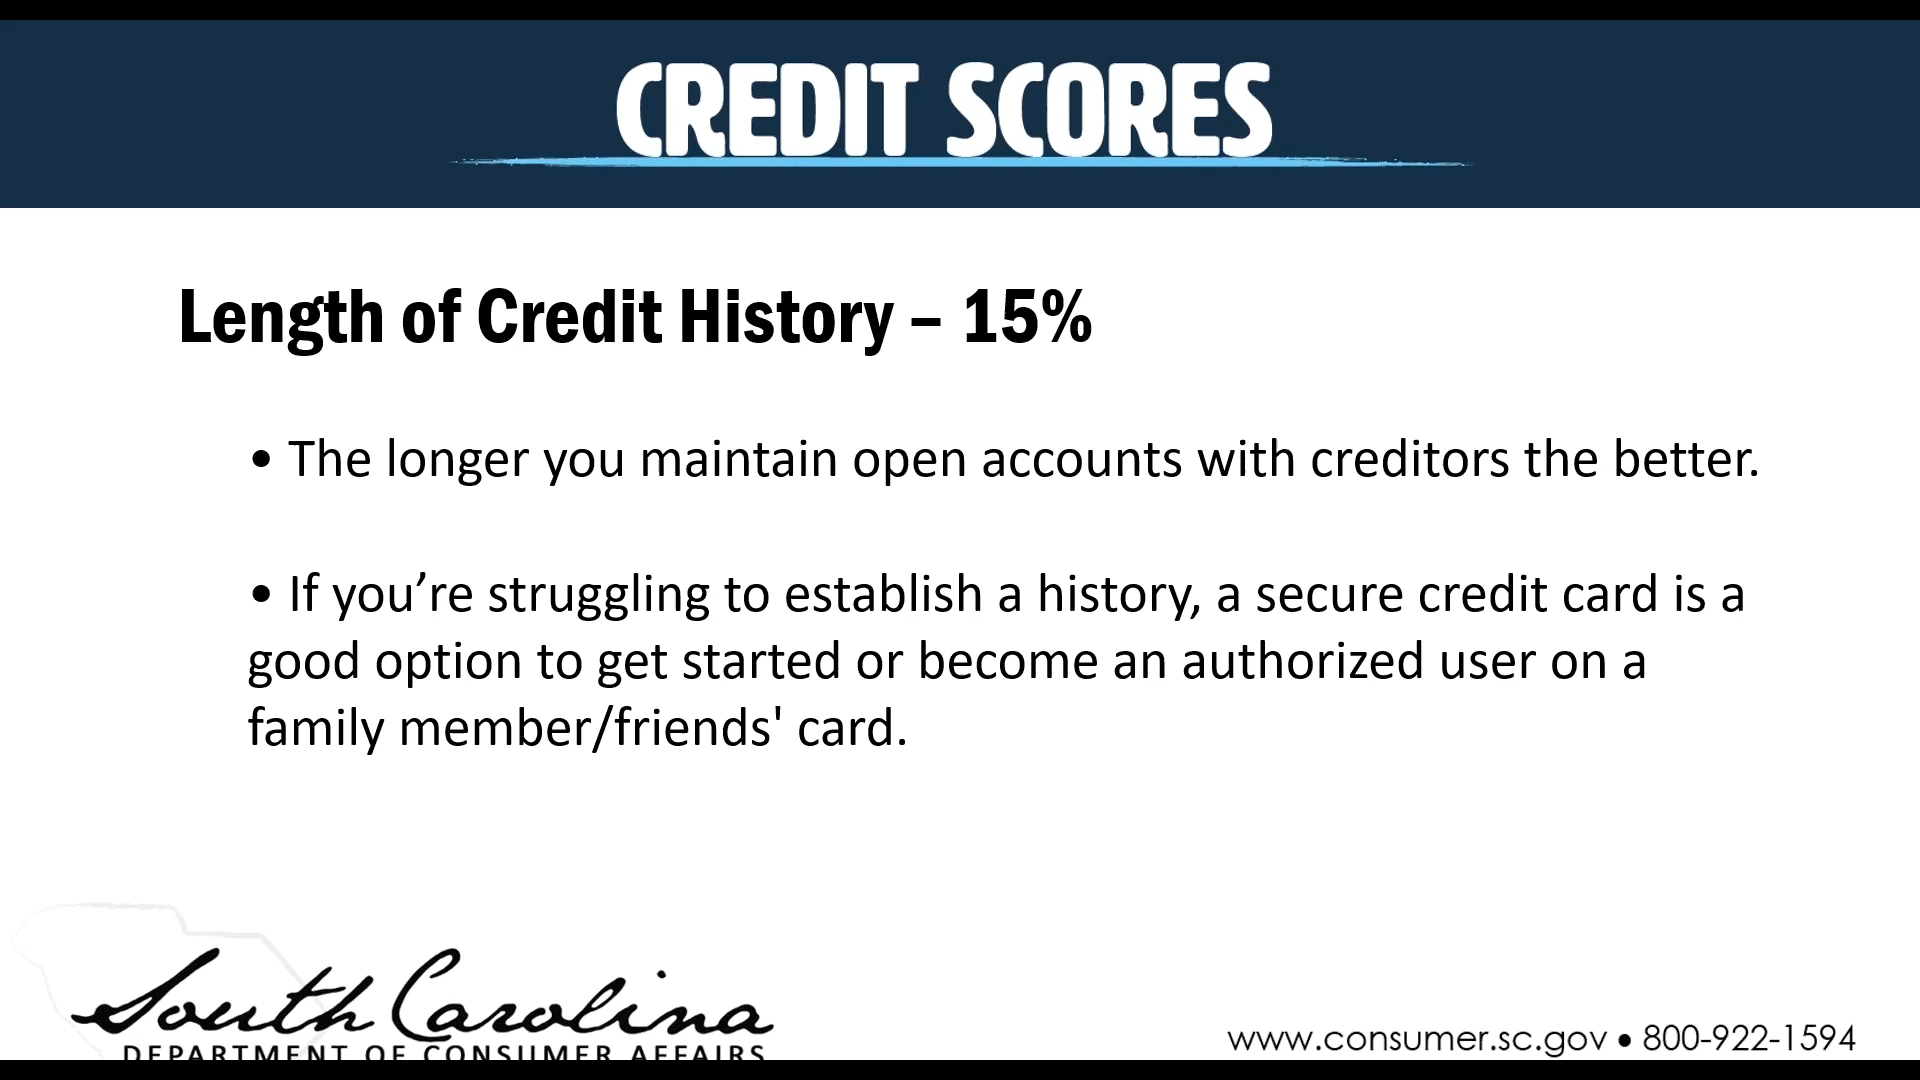 CREDIT SCORES
Length of Credit History – 15%
• The longer you maintain open accounts with creditors the better.
• If you’re struggling to establish a history, a secure credit card is a
good option to get started or become an authorized user on a
family member/friends' card.
South Carolina
DEPARTMENT OF CONSUMER AFFAIRS
www.consumer.sc.gov • 800-922-1594